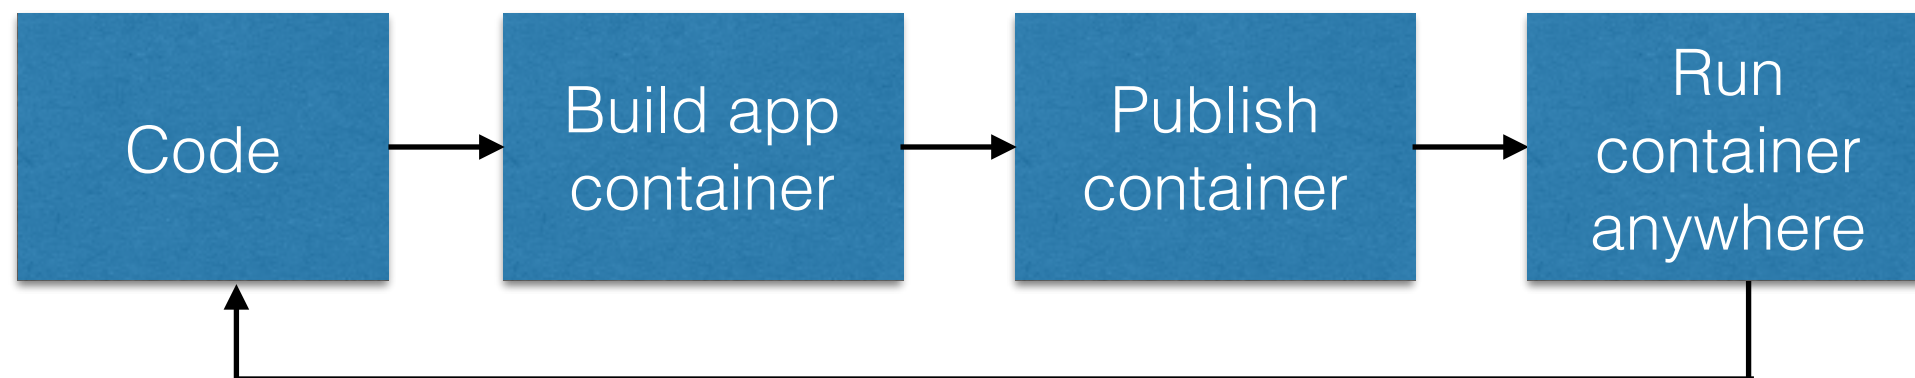 Code
Build app
container
Publish
container
Run
container
anywhere